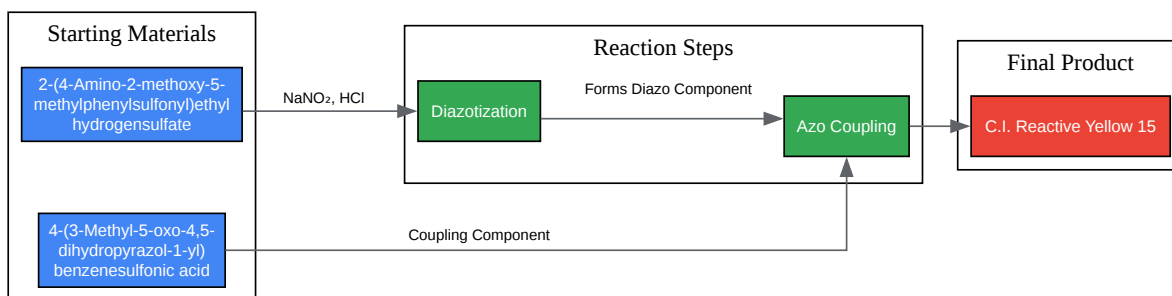 Starting Materials
2-(4-Amino-2-methoxy-5-
methylphenylsulfonyl)ethyl
hydrogensulfate
NaNO₂, HCl
4-(3-Methyl-5-oxo-4,5-
dihydropyrazol-1-yl)
benzenesulfonic acid
Coupling Component
Reaction Steps
Diazotization
Forms Diazo Component
Azo Coupling
Final Product
C.I. Reactive Yellow 15